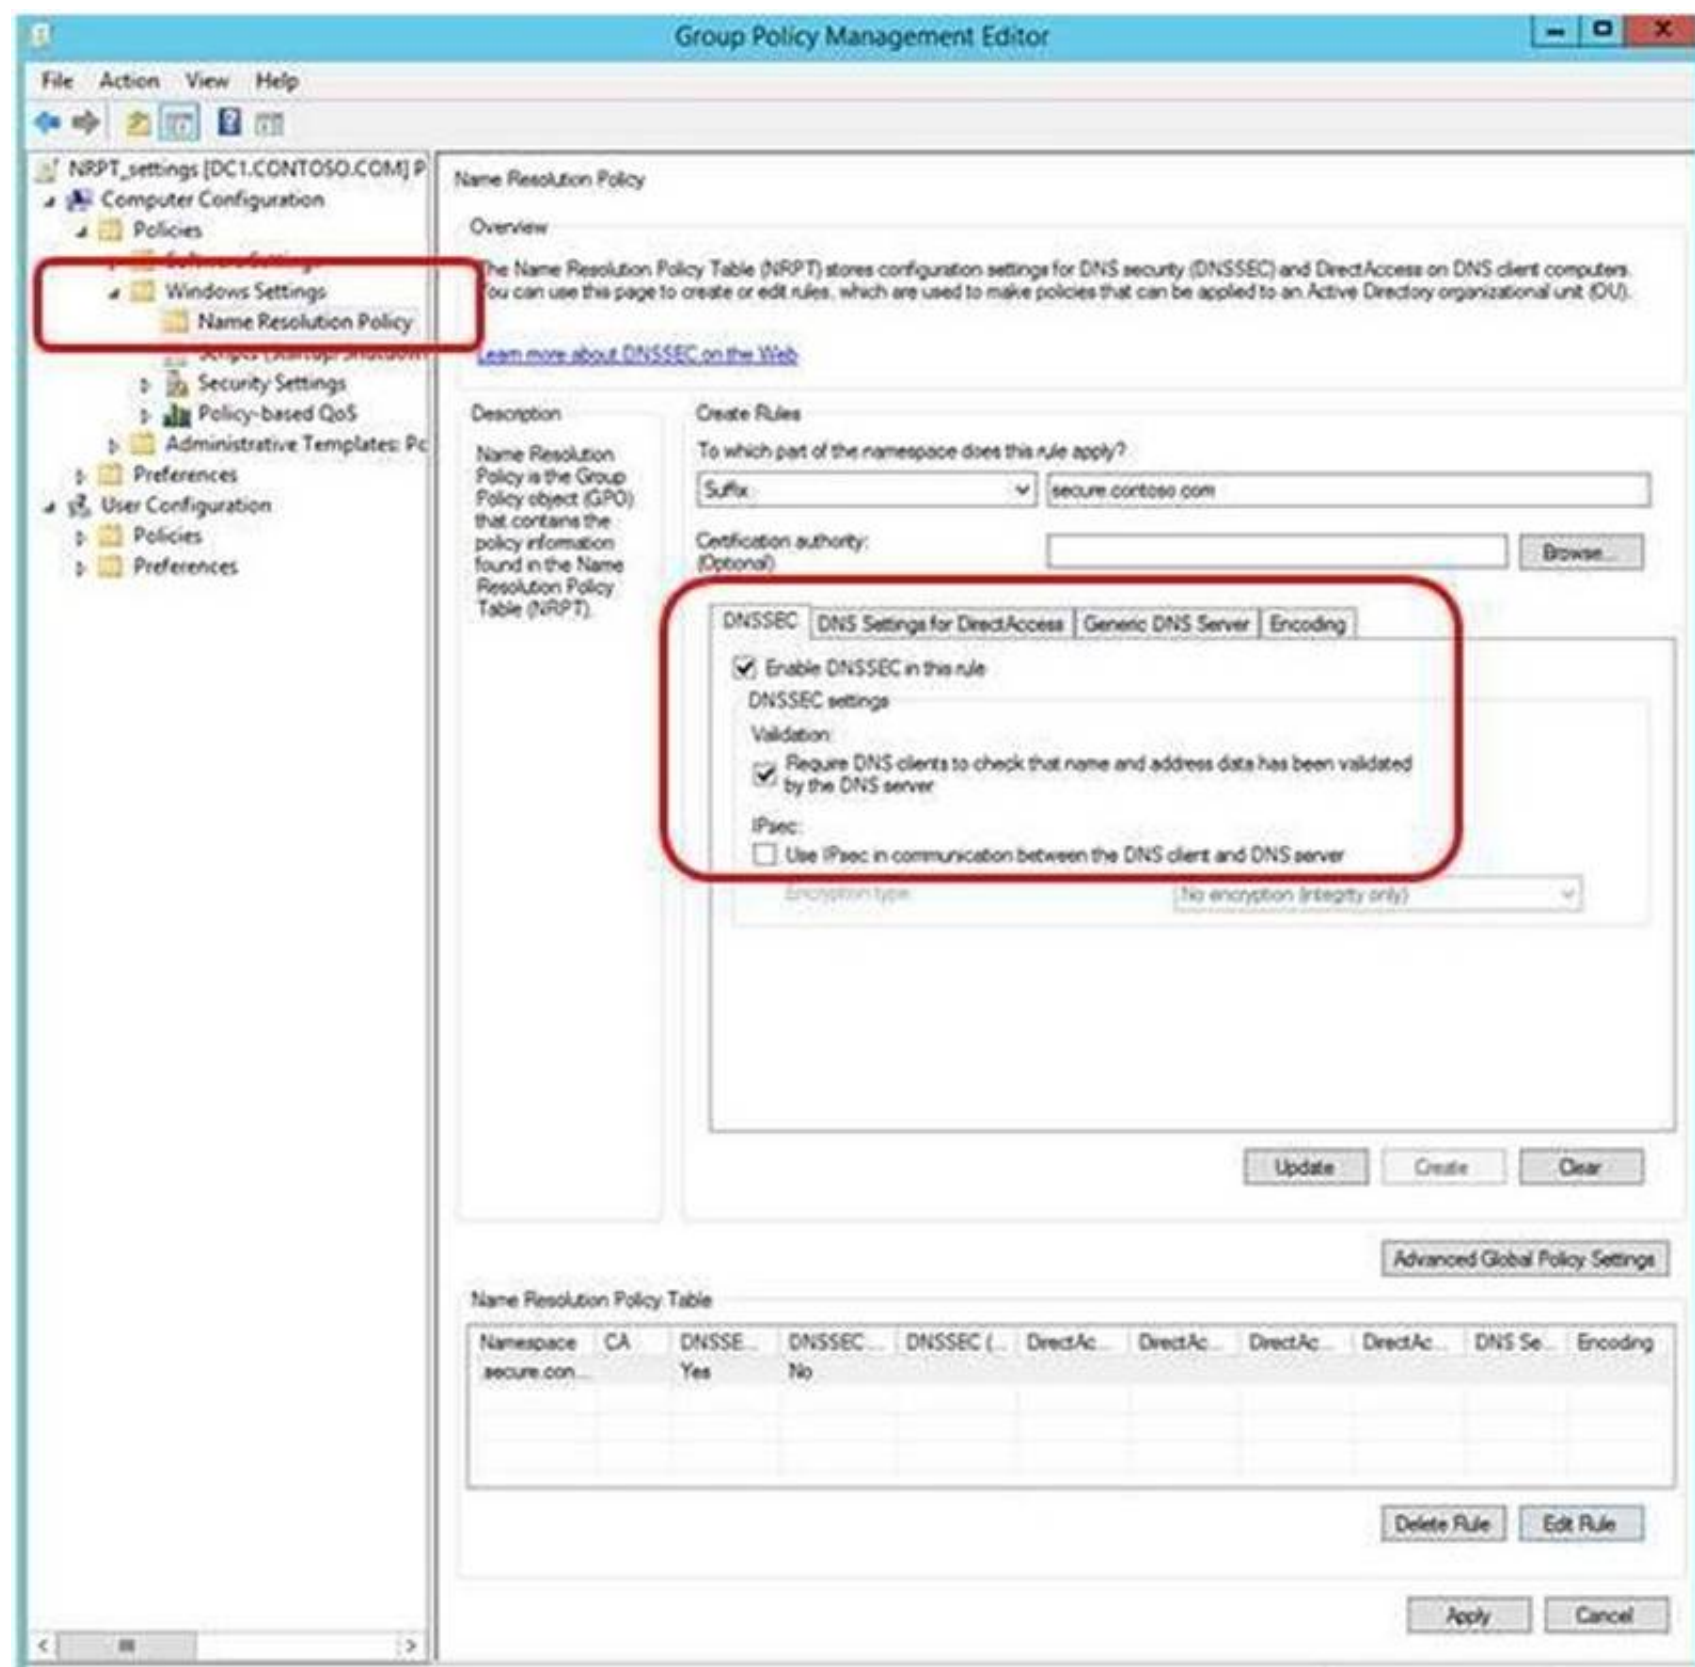 Group Policy Management Editor
File Action View Help
NRPT_settings [DC1.CONTOSO.COM] P
Computer Configuration
Policies
Software Settings
Windows Settings
Name Resolution Policy
Scripts (Startup/Shutdown
Security Settings
Policy-based QoS
Administrative Templates: Po
Preferences
User Configuration
Policies
Preferences
Name Resolution Policy
Overview
The Name Resolution Policy Table (NRPT) stores configuration settings for DNS security (DNSSEC) and DirectAccess on DNS client computers.
You can use this page to create or edit rules, which are used to make policies that can be applied to an Active Directory organizational unit (OU).
Learn more about DNSSEC on the Web
Description
Name Resolution
Policy is the Group
Policy object (GPO)
that contains the
policy information
found in the Name
Resolution Policy
Table (NRPT).
Create Rules
To which part of the namespace does this rule apply?
Suffix secure.contoso.com
Certification authority:
(Optional)
Browse...
DNSSEC DNS Settings for DirectAccess Generic DNS Server Encoding
Enable DNSSEC in this rule
DNSSEC settings
Validation:
Require DNS clients to check that name and address data has been validated
by the DNS server
IPsec:
Use IPsec in communication between the DNS client and DNS server
Encryption type: No encryption (integrity only)
Update Create Clear
Advanced Global Policy Settings
Name Resolution Policy Table
Namespace CA DNSSE... DNSSEC ... DNSSEC (... DirectAc... DirectAc... DirectAc... DirectAc... DNS Se... Encoding
secure.con... Yes No
Delete Rule Edit Rule
Apply Cancel